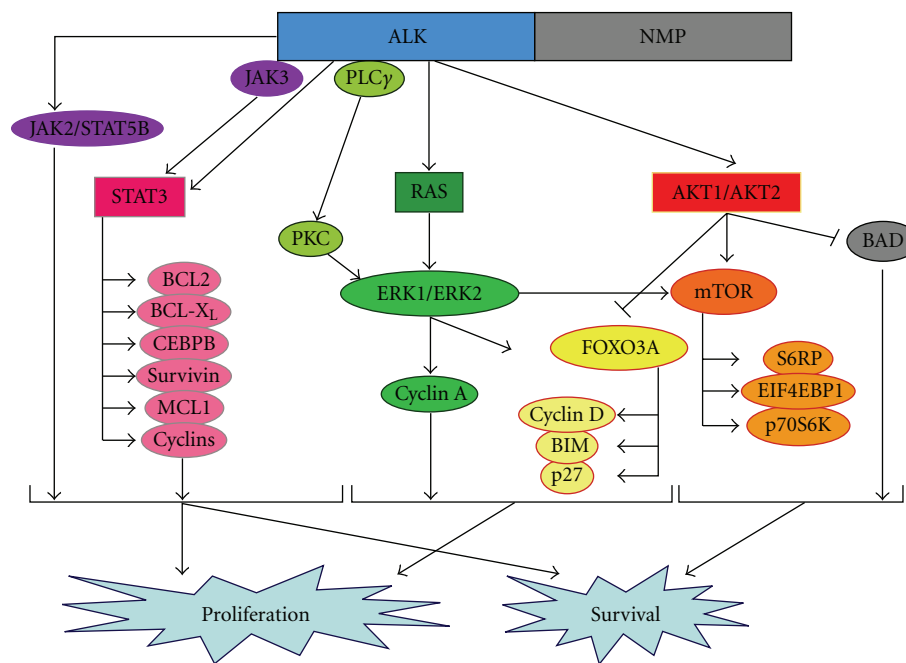 ALK
NMP
JAK3
PLCγ
JAK2/STAT5B
STAT3
RAS
AKT1/AKT2
PKC
BAD
BCL2
ERK1/ERK2
mTOR
BCL-XL
CEBPB
FOXO3A
S6RP
Survivin
EIF4EBP1
Cyclin A
MCL1
Cyclin D
p70S6K
Cyclins
BIM
p27
Proliferation
Survival